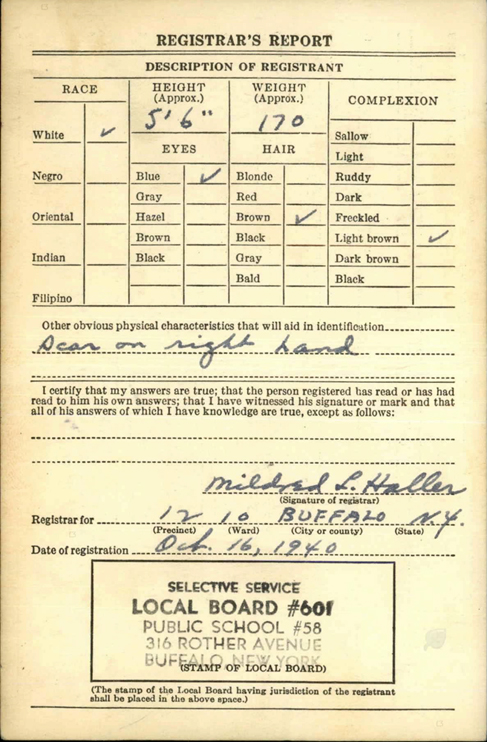 REGISTRAR'S REPORT
DESCRIPTION OF REGISTRANT
RACE
HEIGHT
(Approx.)
WEIGHT
(Approx.)
COMPLEXION
5' 6"
170
White ✓
EYES
HAIR
Sallow
Light
Negro
Blue ✓
Blonde
Ruddy
Gray
Red
Dark
Oriental
Hazel
Brown ✓
Freckled
Brown
Black
Light brown ✓
Indian
Black
Gray
Dark brown
Bald
Black
Filipino
Other obvious physical characteristics that will aid in identification
Scar on right hand
I certify that my answers are true; that the person registered has read or has had
read to him his own answers; that I have witnessed his signature or mark and that
all of his answers of which I have knowledge are true, except as follows:
Mildred L. Haller
(Signature of registrar)
Registrar for 12 10 BUFFALO N.Y.
(Precinct) (Ward) (City or county) (State)
Date of registration Oct. 16, 1940
SELECTIVE SERVICE
LOCAL BOARD #601
PUBLIC SCHOOL #58
316 ROTHER AVENUE
BUFFALO, NEW YORK
(STAMP OF LOCAL BOARD)
(The stamp of the Local Board having jurisdiction of the registrant
shall be placed in the above space.)